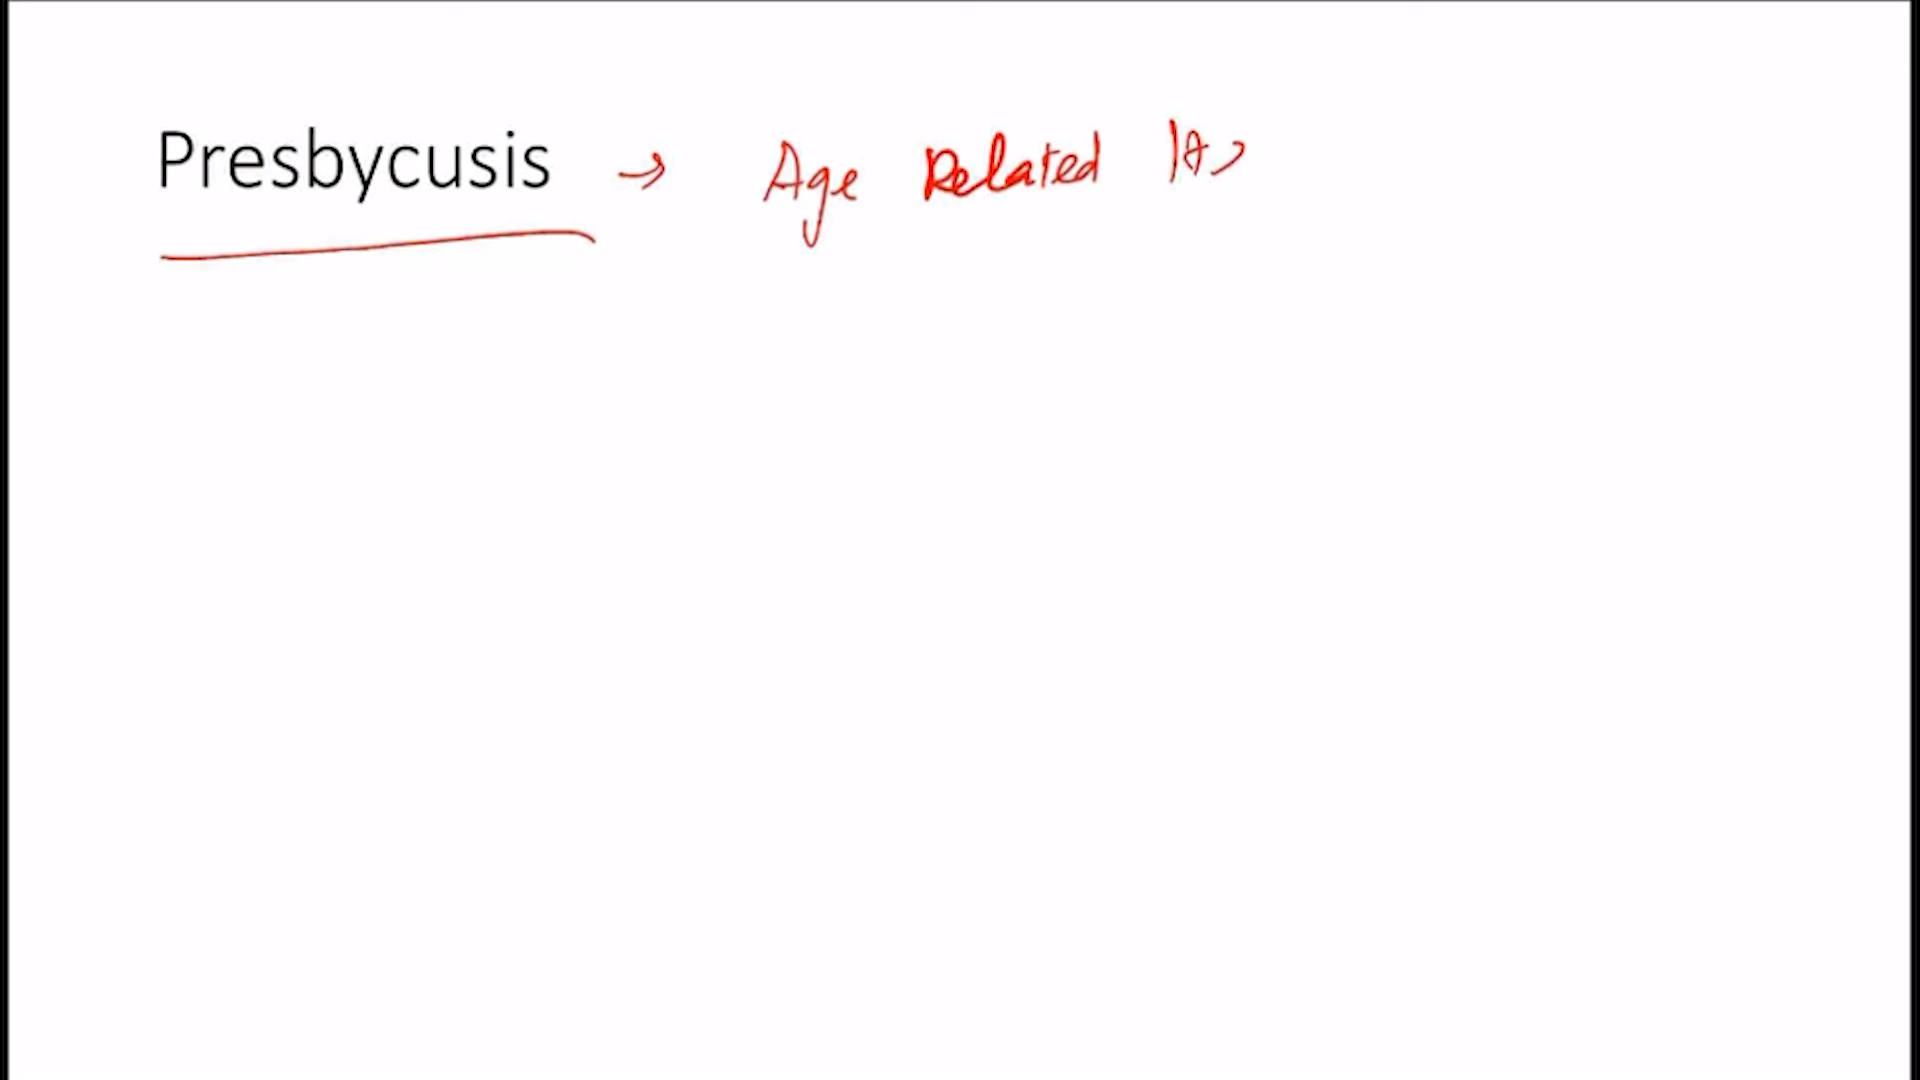 Presbycusis → Age Related